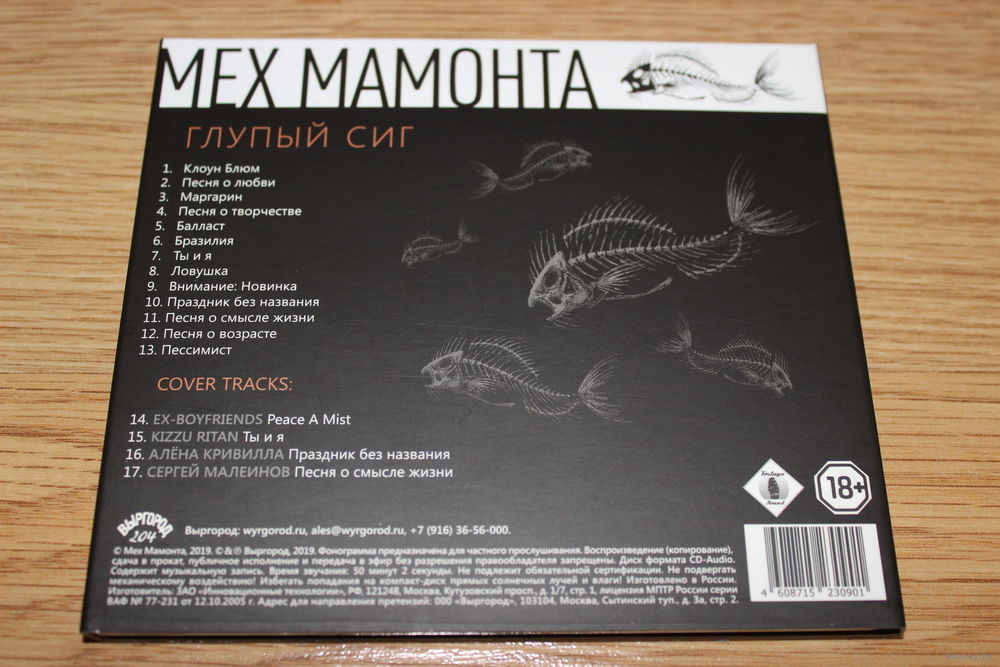 МЕХ МАМОНТА
ГЛУПЫЙ СИГ
1. Клоун Блюм
2. Песня о любви
3. Маргарин
4. Песня о творчестве
5. Балласт
6. Бразилия
7. Ты и я
8. Ловушка
9. Внимание: Новинка
10. Праздник без названия
11. Песня о смысле жизни
12. Песня о возрасте
13. Пессимист
COVER TRACKS:
14. EX-BOYFRIENDS Peace A Mist
15. KIZZU RITAN Ты и я
16. АЛЁНА КРИВИЛЛА Праздник без названия
17. СЕРГЕЙ МАЛЕИНОВ Песня о смысле жизни
Vintage
Sound
18+
ВЫРГОРОД
204
Выргород: wyrgorod.ru, ales@wyrgorod.ru, +7 (916) 36-56-000.
© Мех Мамонта, 2019. © & ℗ Выргород, 2019. Фонограмма предназначена для частного прослушивания. Воспроизведение (копирование),
сдача в прокат, публичное исполнение и передача в эфир без разрешения правообладателя запрещены. Диск формата CD-Audio.
Содержит музыкальную запись. Время звучания: 50 минут 2 секунды. Не подлежит обязательной сертификации. Не подвергать
механическому воздействию! Избегать попадания на компакт-диск прямых солнечных лучей и влаги! Изготовлено в России.
Изготовитель: ЗАО «Инновационные технологии», РФ, 121248, Москва, Кутузовский просп., д. 1/7, стр. 1, лицензия МПТР России серии
ВАФ № 77-231 от 12.10.2005 г. Адрес для направления претензий: ООО «Выргород», 103104, Москва, Сытинский туп., д. 3а, стр. 2.
4 608715 230901